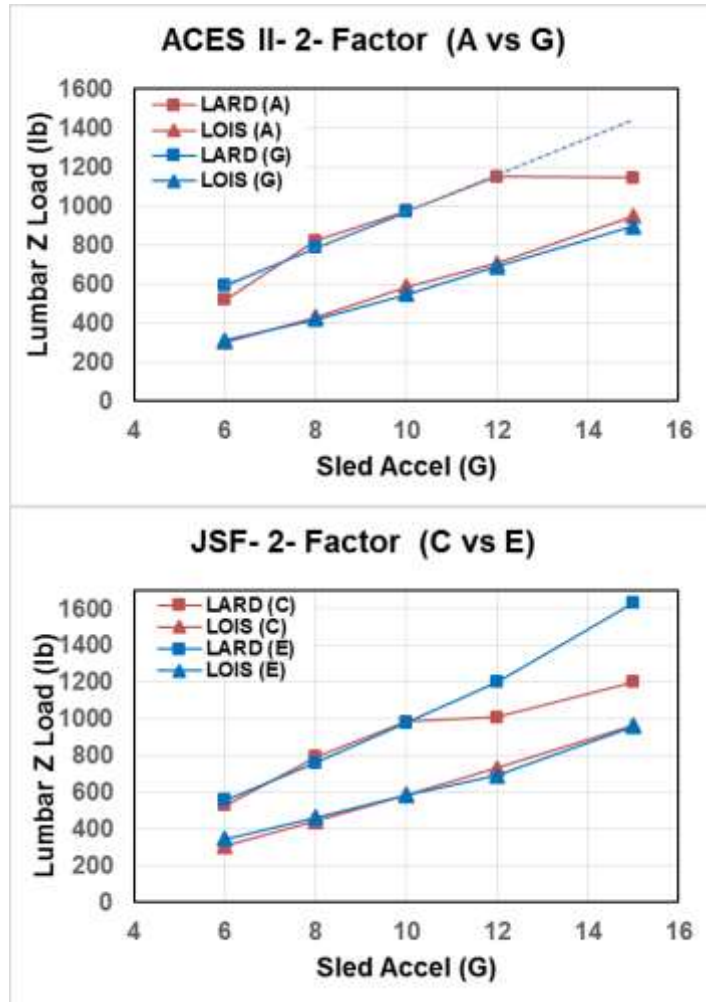 ACES II- 2- Factor (A vs G)
1600
1400
1200
1000
800
600
400
200
0
Lumbar Z Load (lb)
LARD (A)
LOIS (A)
LARD (G)
LOIS (G)
4 6 8 10 12 14 16
Sled Accel (G)
JSF- 2- Factor (C vs E)
1600
1400
1200
1000
800
600
400
200
0
Lumbar Z Load (lb)
LARD (C)
LOIS (C)
LARD (E)
LOIS (E)
4 6 8 10 12 14 16
Sled Accel (G)